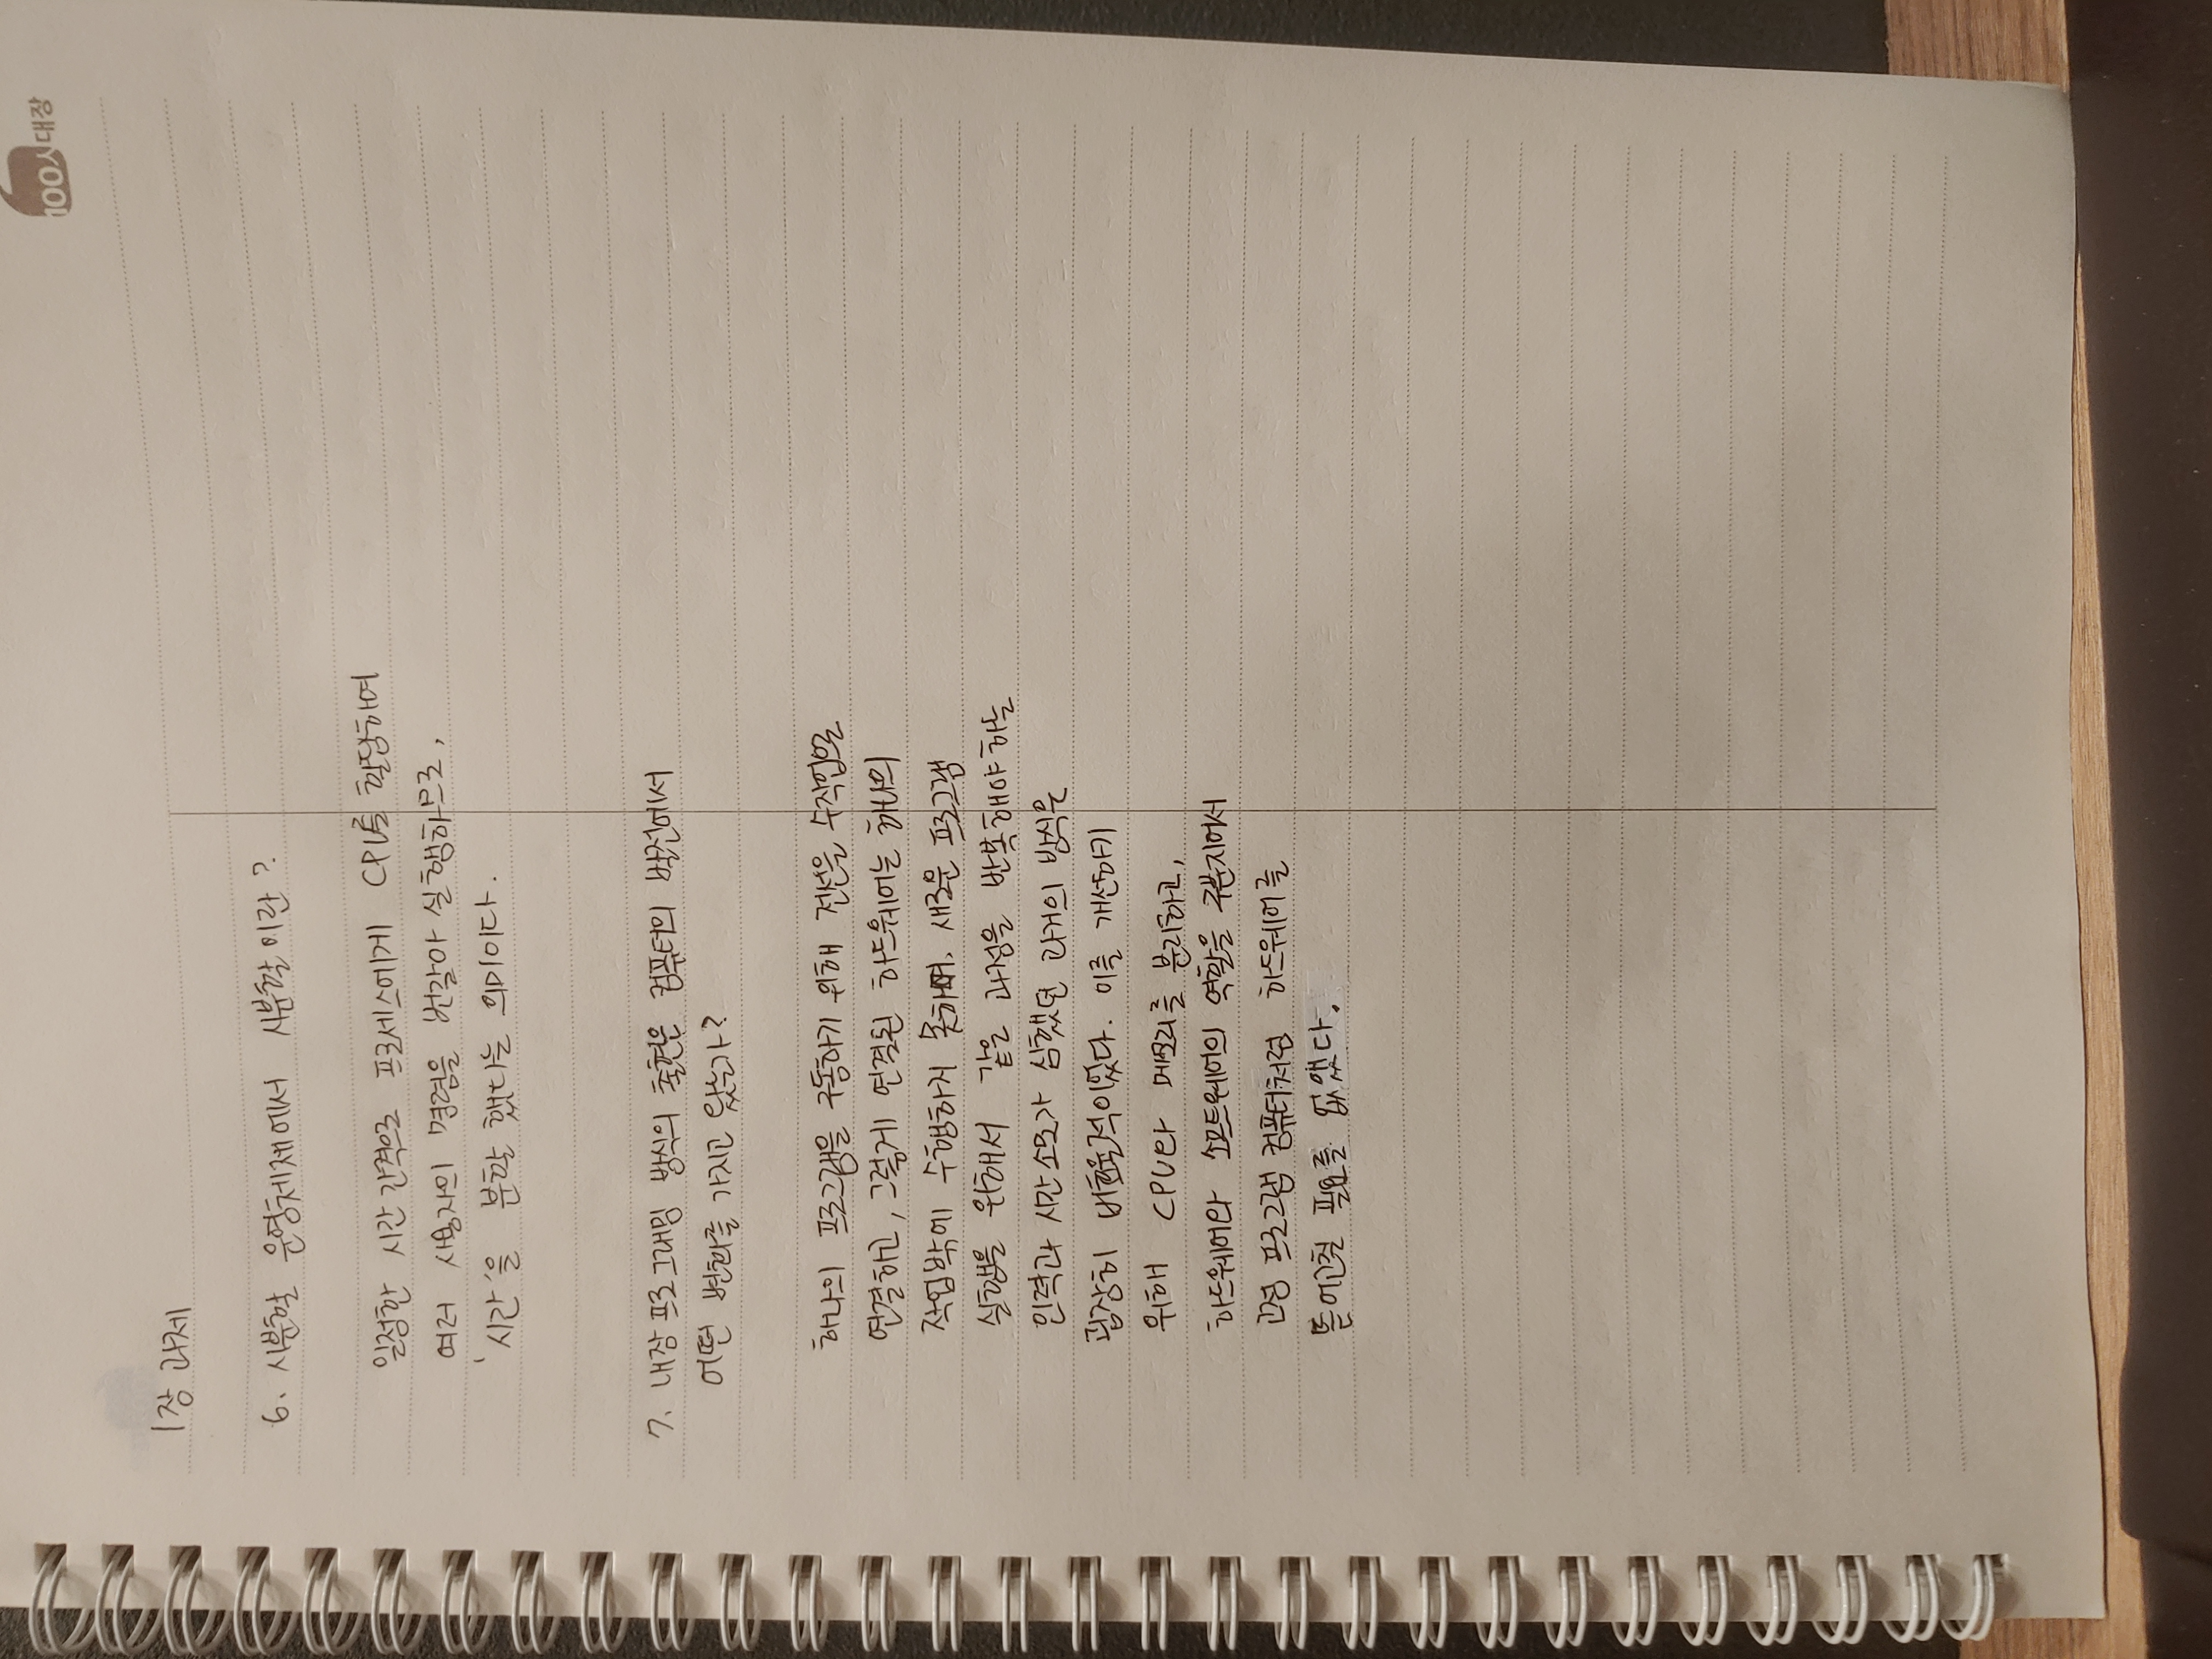 100人대장
1장 과제
6. 시분할 운영체제에서 시분할이란?
일정한 시간 간격으로 프로세스에게 CPU를 할당하여
여러 사용자의 명령을 번갈아 실행하므로,
'시간'을 분할 했다는 의미이다.
7. 내장 프로그래밍 방식의 출현은 컴퓨터의 발전에서
어떤 변화를 가지고 왔는가?
하나의 프로그램을 구동하기 위해 전선을 수작업으로
연결하고, 그렇게 연결된 하드웨어는 하나의
작업밖에 수행하지 못하며, 새로운 프로그램
실행을 위해서 같은 과정을 반복해야 하는
인력과 시간소모가 심했던 과거의 방식은
굉장히 비효율적이었다. 이를 개선하기
위해 CPU와 메모리를 분리하고,
하드웨어와 소프트웨어의 역할을 구분지어서
고정 프로그램 컴퓨터처럼 하드웨어를
뜯어고칠 필요를 없앴다.